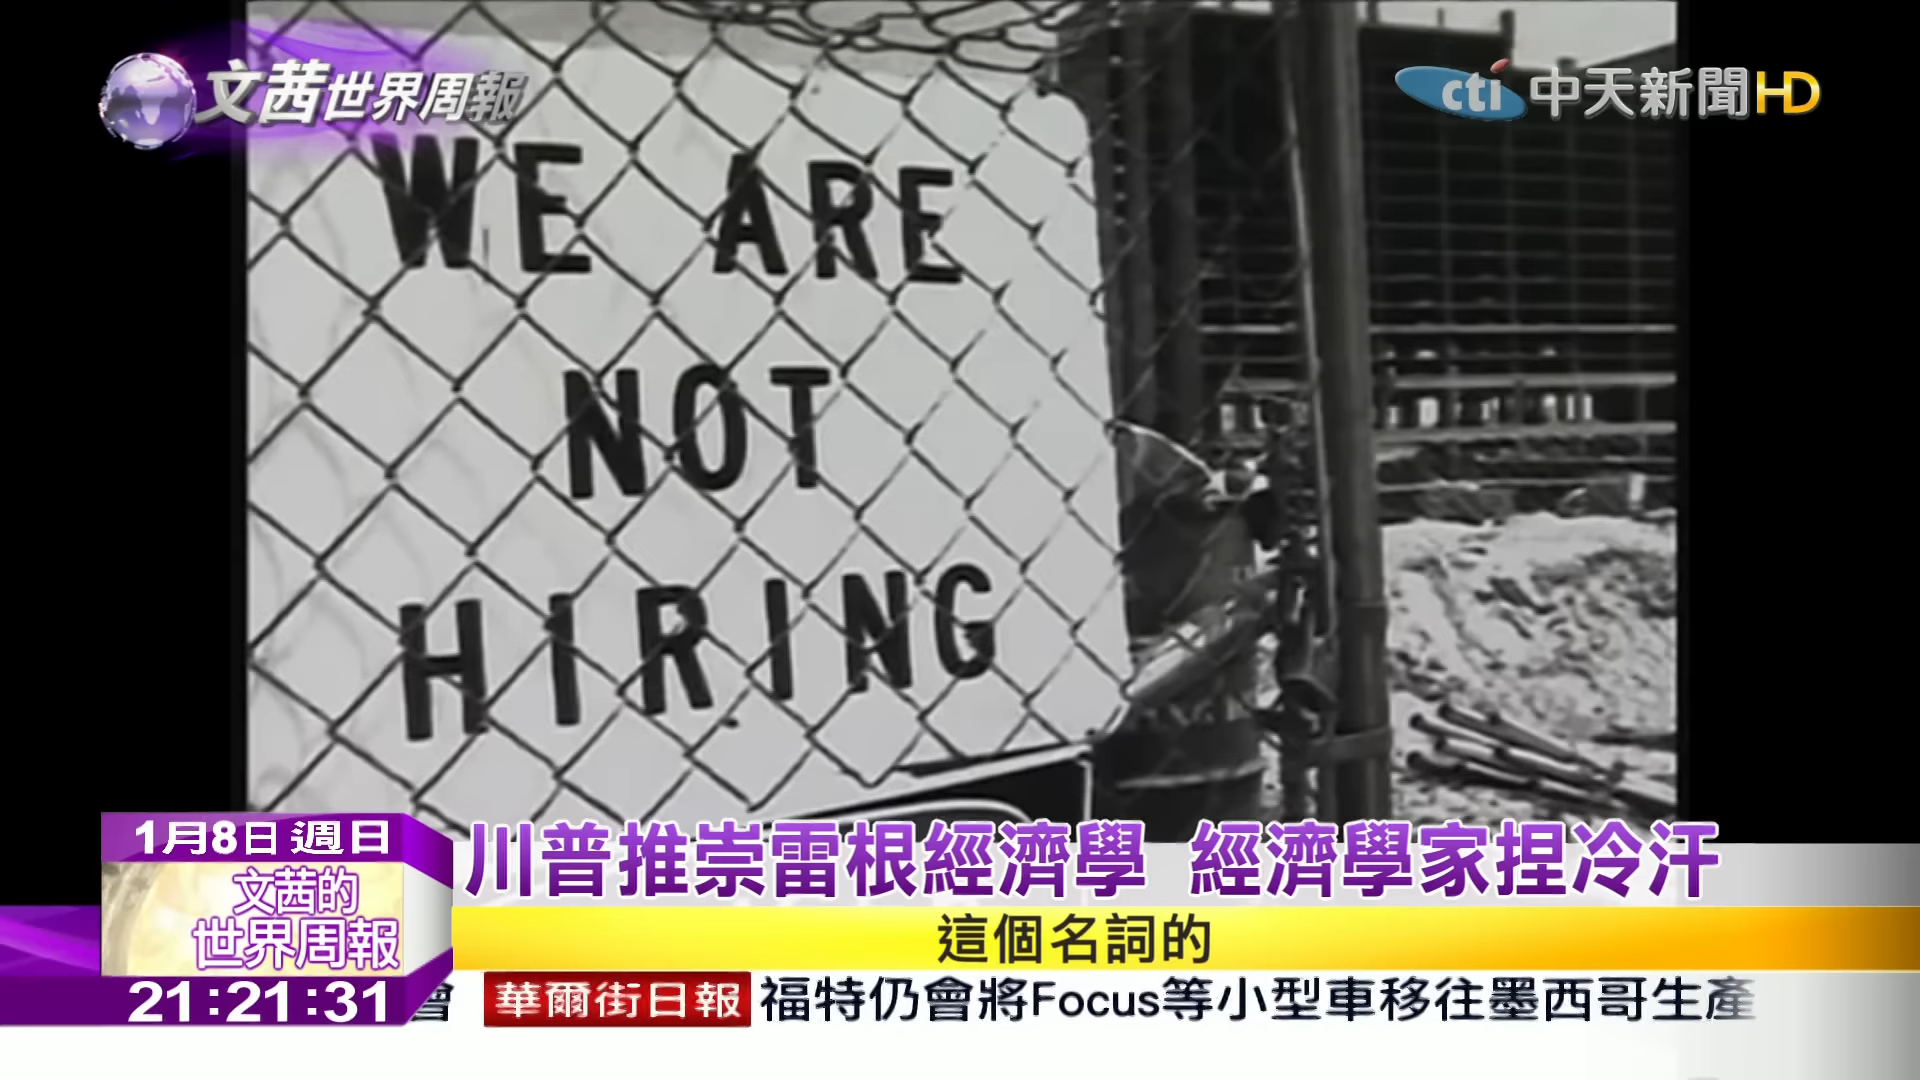 文茜世界周報
cti 中天新聞HD
WE ARE
NOT
HIRING
1月8日 週日
川普推崇雷根經濟學 經濟學家捏冷汗
文茜的
世界周報
這個名詞的
21:21:31
會 華爾街日報 福特仍會將Focus等小型車移往墨西哥生產